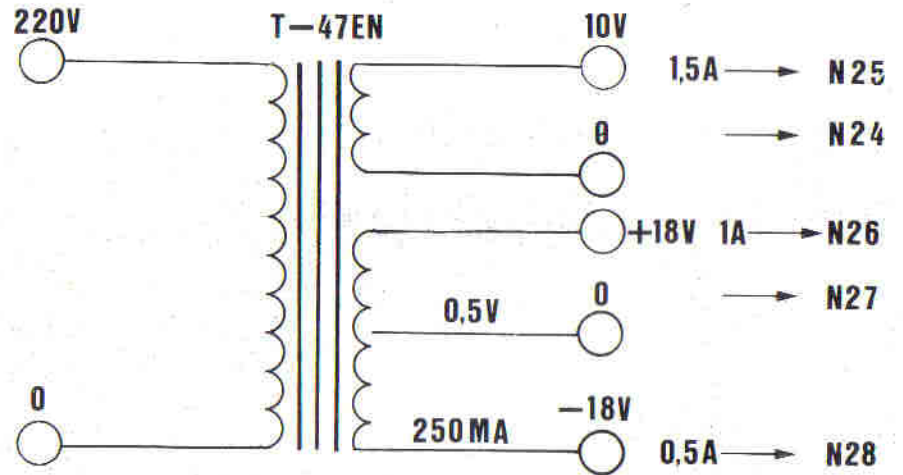 220V T-47EN 10V
1,5A N25
0 N24
+18V 1A N26
0,5V 0 N27
0 -18V
250MA 0,5A N28